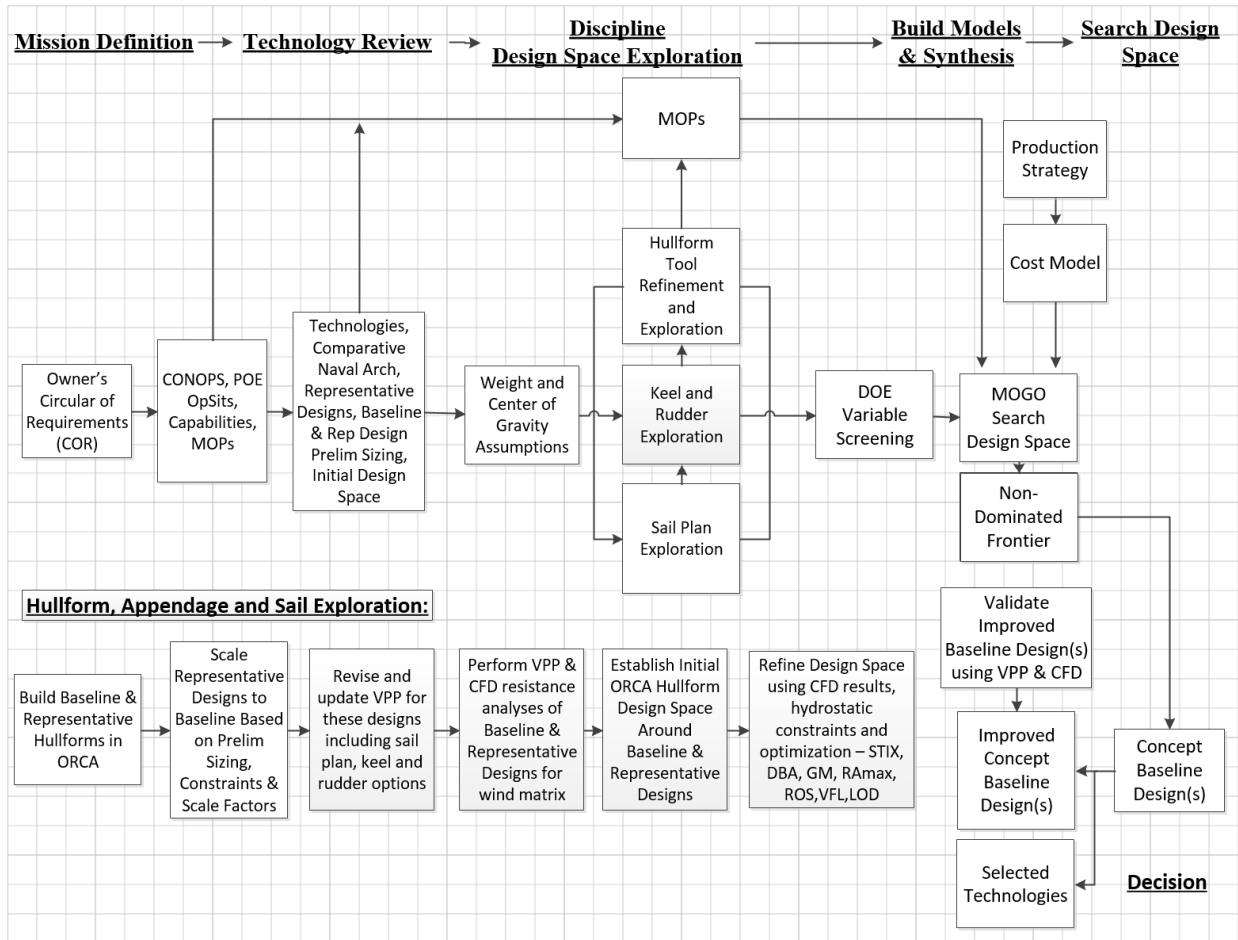 Mission Definition
Technology Review
Discipline
Design Space Exploration
Build Models
& Synthesis
Search Design
Space
MOPs
Production
Strategy
Cost Model
Hullform
Tool
Refinement
and
Exploration
Owner's
Circular of
Requirements
(COR)
CONOPS, POE
OpSits,
Capabilities,
MOPs
Technologies,
Comparative
Naval Arch,
Representative
Designs, Baseline
& Rep Design
Prelim Sizing,
Initial Design
Space
Weight and
Center of
Gravity
Assumptions
Keel and
Rudder
Exploration
DOE
Variable
Screening
MOGO
Search
Design Space
Sail Plan
Exploration
Non-
Dominated
Frontier
Hullform, Appendage and Sail Exploration:
Build Baseline &
Representative
Hullforms in
ORCA
Scale
Representative
Designs to
Baseline Based
on Prelim
Sizing,
Constraints &
Scale Factors
Revise and
update VPP for
these designs
including sail
plan, keel and
rudder options
Perform VPP &
CFD resistance
analyses of
Baseline &
Representative
Designs for
wind matrix
Establish Initial
ORCA Hullform
Design Space
Around
Baseline &
Representative
Designs
Refine Design Space
using CFD results,
hydrostatic
constraints and
optimization – STIX,
DBA, GM, RAmax,
ROS,VFL,LOD
Validate
Improved
Baseline Design(s)
using VPP & CFD
Improved
Concept
Baseline
Design(s)
Concept
Baseline
Design(s)
Selected
Technologies
Decision